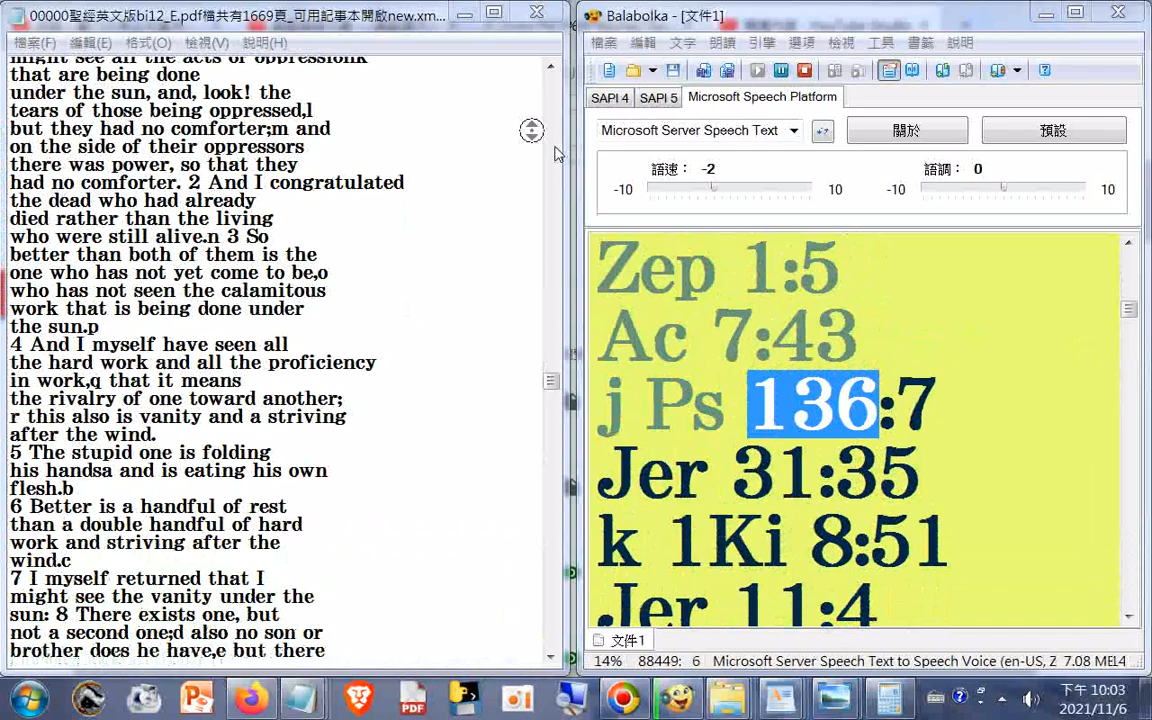 00000聖經英文版bi12_E.pdf檔共有1669頁_可用記事本開啟new.xm...
檔案(F) 編輯(E) 格式(O) 檢視(V) 說明(H)
might see all the acts of oppressionk
that are being done
under the sun, and, look! the
tears of those being oppressed,l
but they had no comforter;m and
on the side of their oppressors
there was power, so that they
had no comforter. 2 And I congratulated
the dead who had already
died rather than the living
who were still alive.n 3 So
better than both of them is the
one who has not yet come to be,o
who has not seen the calamitous
work that is being done under
the sun.p
4 And I myself have seen all
the hard work and all the proficiency
in work,q that it means
the rivalry of one toward another;
r this also is vanity and a striving
after the wind.
5 The stupid one is folding
his handsa and is eating his own
flesh.b
6 Better is a handful of rest
than a double handful of hard
work and striving after the
wind.c
7 I myself returned that I
might see the vanity under the
sun: 8 There exists one, but
not a second one;d also no son or
brother does he have,e but there
Balabolka - [文件1]
檔案 編輯 文字 朗讀 引擎 選項 檢視 工具 書籤 說明
SAPI 4 SAPI 5 Microsoft Speech Platform
Microsoft Server Speech Text 關於 預設
語速： -2 語調： 0
-10 10 -10 10
Zep 1:5
Ac 7:43
j Ps 136:7
Jer 31:35
k 1Ki 8:51
Jer 11:4
文件1
14% 88449: 6 Microsoft Server Speech Text to Speech Voice (en-US, Z 7.08 ME14
下午 10:03
2021/11/6